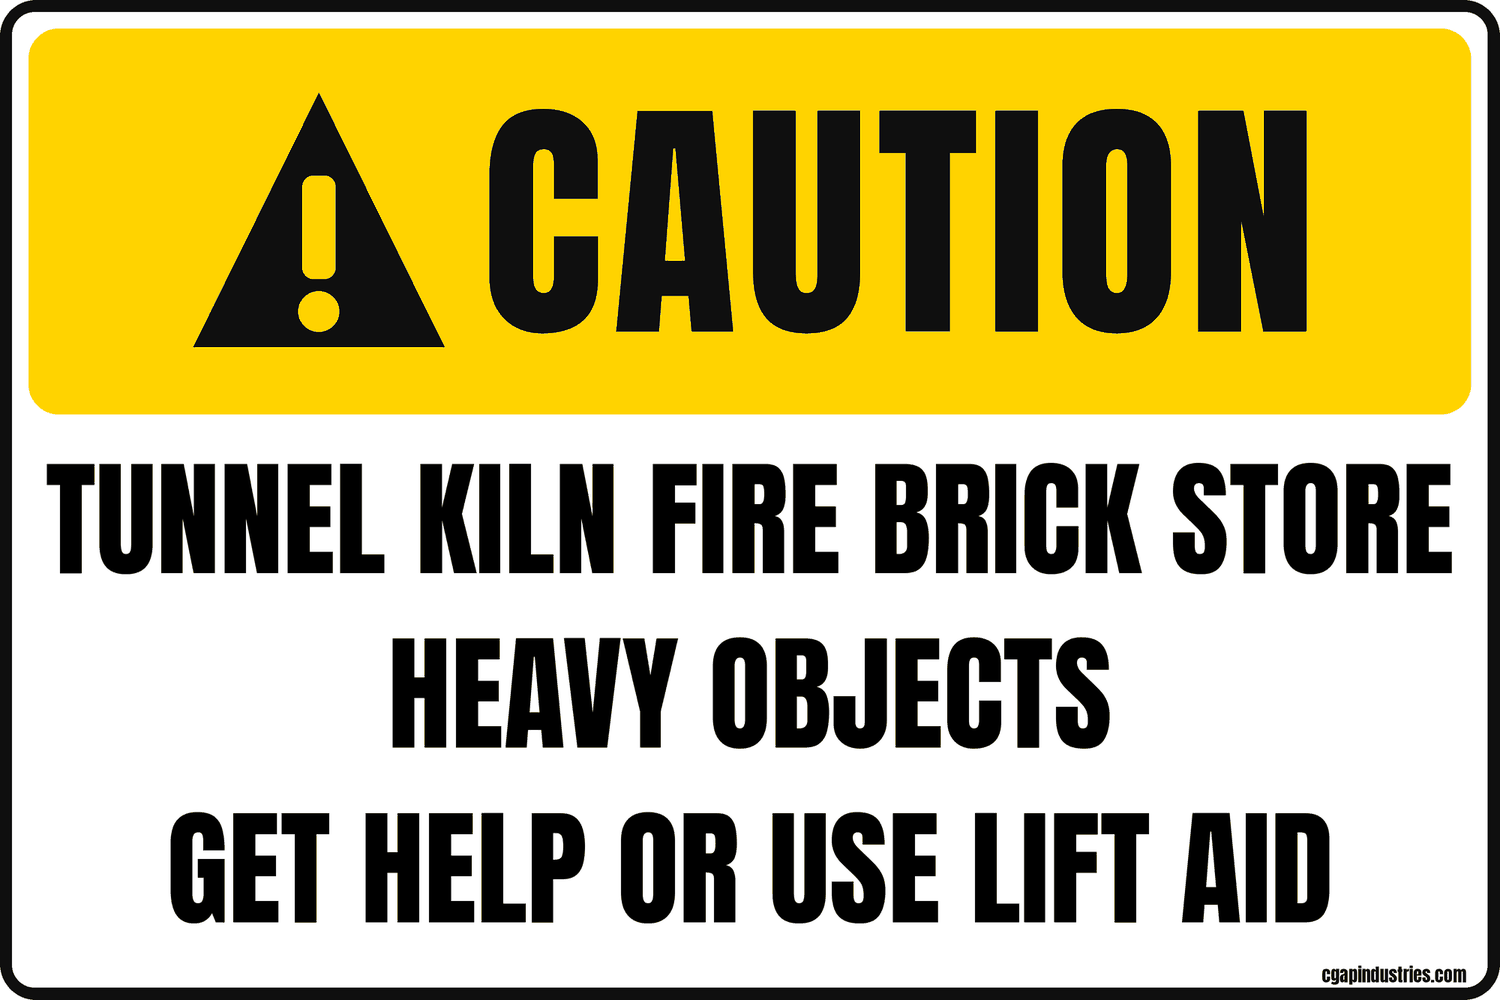 CAUTION
TUNNEL KILN FIRE BRICK STORE
HEAVY OBJECTS
GET HELP OR USE LIFT AID
cgapindustries.com